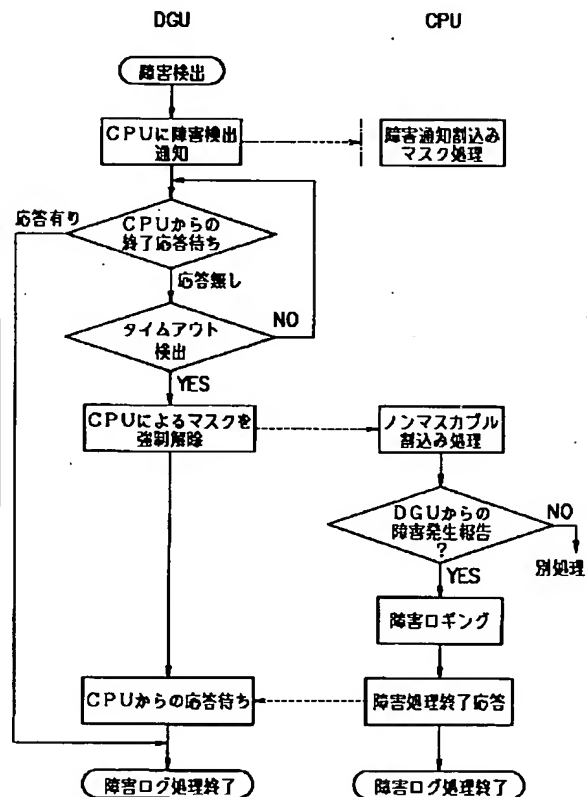 DGU
CPU
障害検出
CPUに障害検出
通知
障害通知割込み
マスク処理
応答有り
CPUからの
終了応答待ち
応答無し
タイムアウト
検出
NO
YES
CPUによるマスクを
強制解除
ノンマスカブル
割込み処理
DGUからの
障害発生報告
?
NO
別処理
YES
障害ロギング
CPUからの応答待ち
障害処理終了応答
障害ログ処理終了
障害ログ処理終了